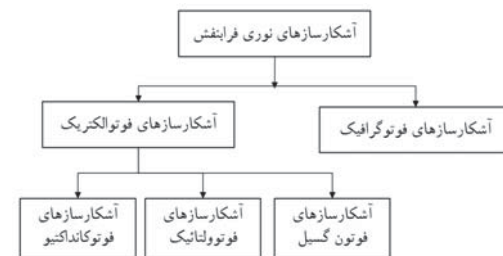 آشکارسازهای نوری فرابنفش
آشکارسازهای فوتوگرافیک
آشکارسازهای فوتوالکتریک
آشکارسازهای
فوتون گسیل
آشکارسازهای
فوتوولتائیک
آشکارسازهای
فوتوکانداکتیو